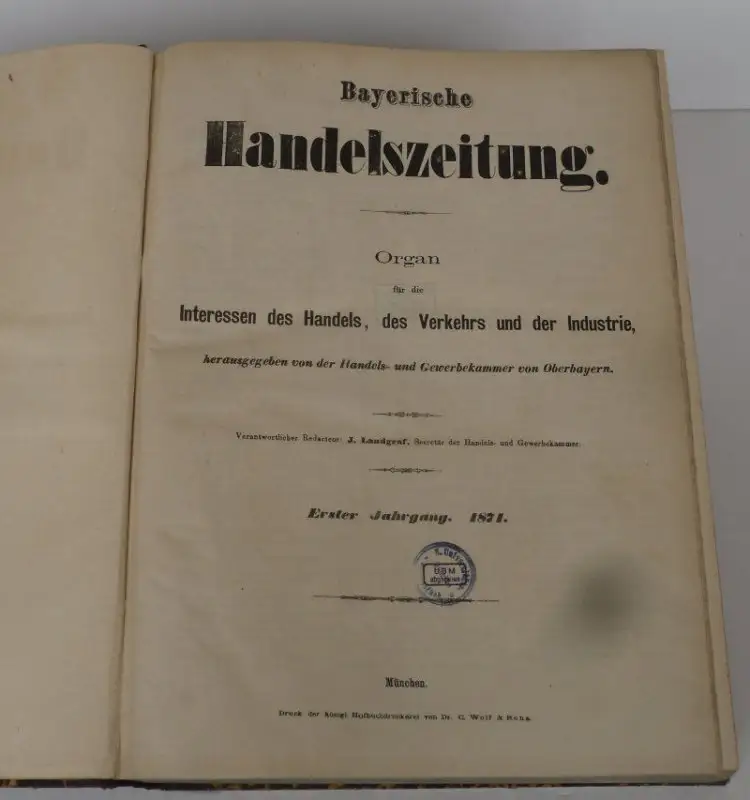 Bayerische
Handelszeitung.
Organ
für die
Interessen des Handels, des Verkehrs und der Industrie,
herausgegeben von der Handels- und Gewerbekammer von Oberbayern.
Verantwortlicher Redacteur: J. Landgraf, Secretär der Handels- und Gewerbekammer.
Erster Jahrgang. 1871.
UBM
München.
Druck der königl Hofbuchdruckerei von Dr. C. Wolf & Sohn.